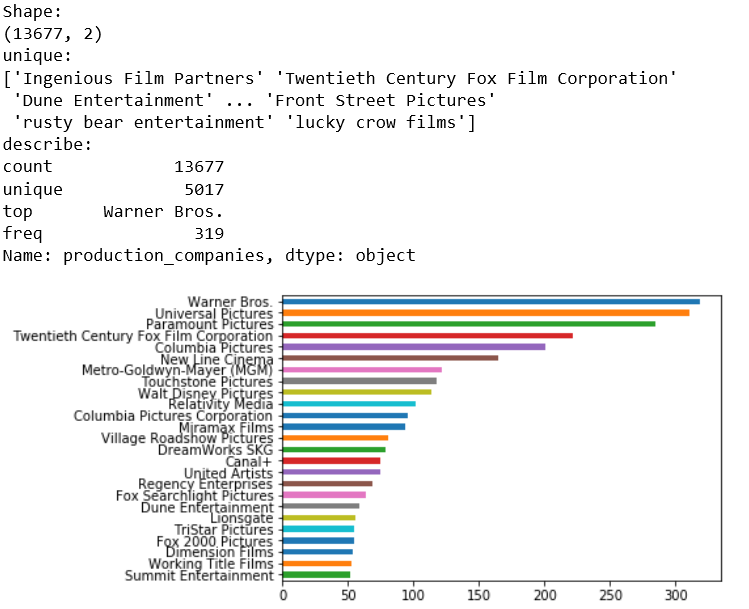 Shape:
(13677, 2)
unique:
['Ingenious Film Partners' 'Twentieth Century Fox Film Corporation'
 'Dune Entertainment' ... 'Front Street Pictures'
 'rusty bear entertainment' 'lucky crow films']
describe:
count 13677
unique 5017
top Warner Bros.
freq 319
Name: production_companies, dtype: object
Warner Bros.
Universal Pictures
Paramount Pictures
Twentieth Century Fox Film Corporation
Columbia Pictures
New Line Cinema
Metro-Goldwyn-Mayer (MGM)
Touchstone Pictures
Walt Disney Pictures
Relativity Media
Columbia Pictures Corporation
Miramax Films
Village Roadshow Pictures
DreamWorks SKG
Canal+
United Artists
Regency Enterprises
Fox Searchlight Pictures
Dune Entertainment
Lionsgate
TriStar Pictures
Fox 2000 Pictures
Dimension Films
Working Title Films
Summit Entertainment
0 50 100 150 200 250 300